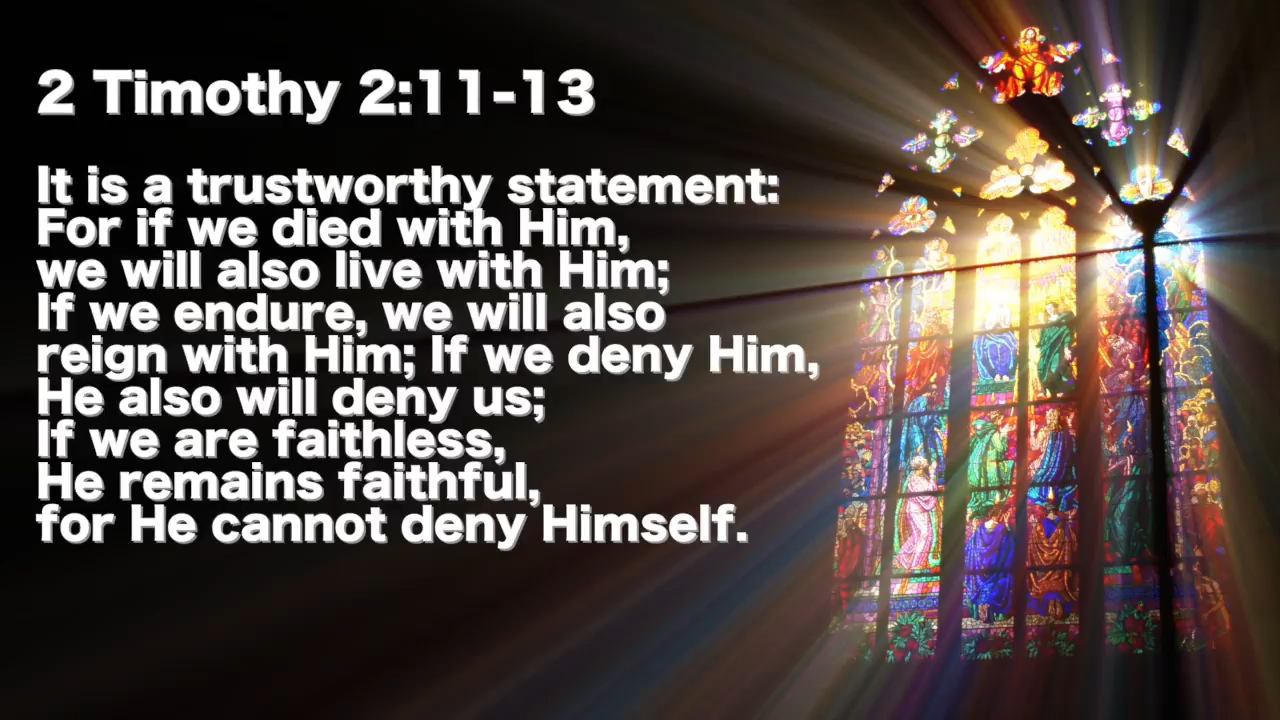 2 Timothy 2:11-13
It is a trustworthy statement:
For if we died with Him,
we will also live with Him;
If we endure, we will also
reign with Him; If we deny Him,
He also will deny us;
If we are faithless,
He remains faithful,
for He cannot deny Himself.